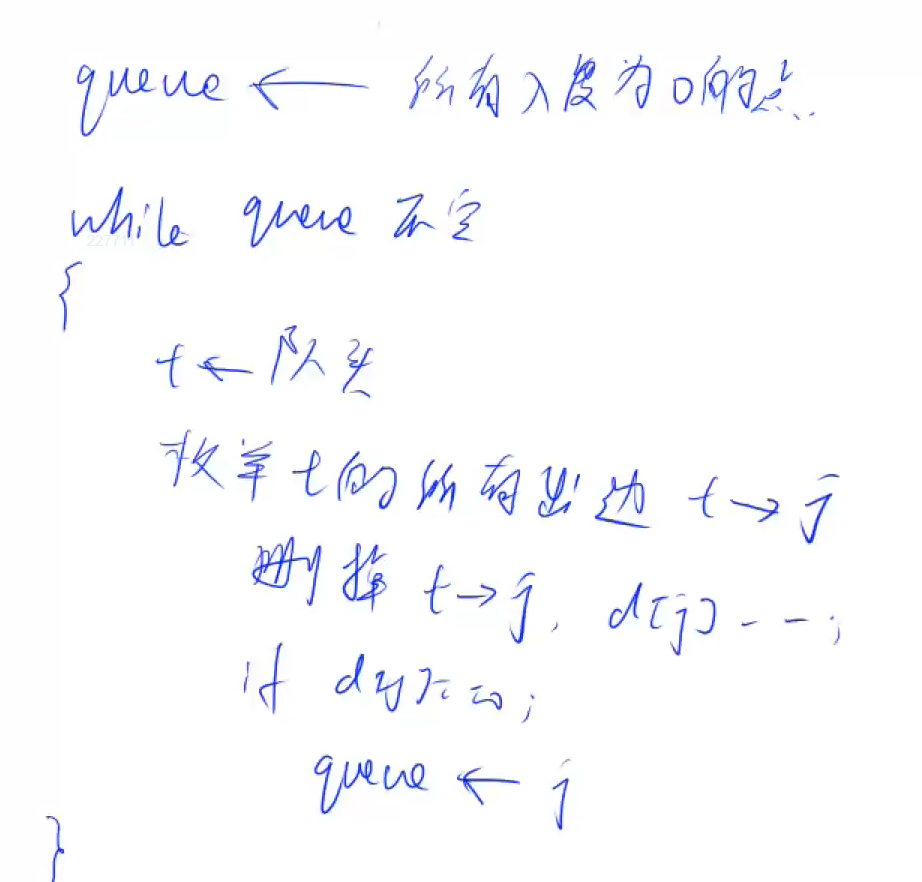 queue ← 所有入度为0的点
while queue 不空
{
t ← 队头
枚举 t 的所有出边 t → j
删掉 t → j, d[j]--;
if d[j] == 0;
queue ← j
}